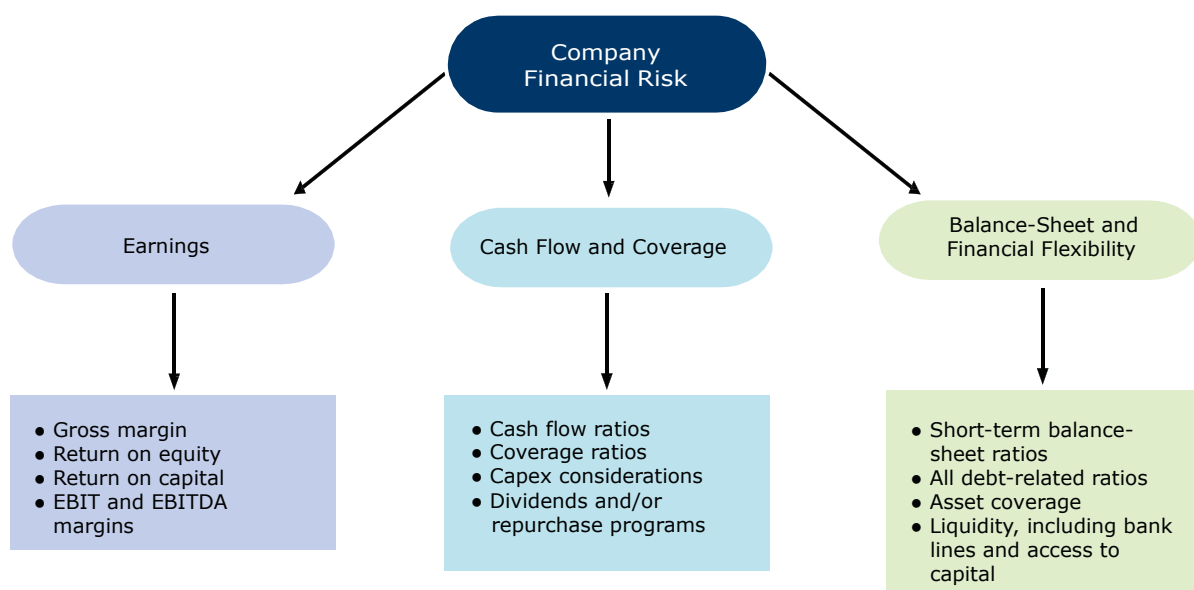 Company
Financial Risk
Earnings
Cash Flow and Coverage
Balance-Sheet and
Financial Flexibility
● Gross margin
● Return on equity
● Return on capital
● EBIT and EBITDA
margins
● Cash flow ratios
● Coverage ratios
● Capex considerations
● Dividends and/or
repurchase programs
● Short-term balance-
sheet ratios
● All debt-related ratios
● Asset coverage
● Liquidity, including bank
lines and access to
capital